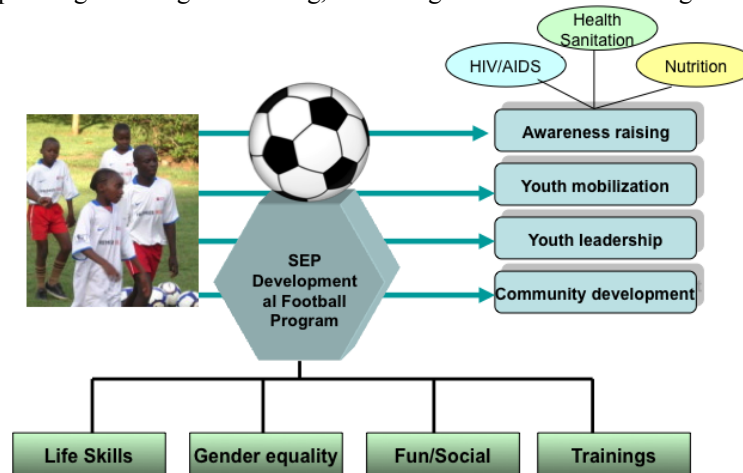 Health
Sanitation
HIV/AIDS
Nutrition
Awareness raising
Youth mobilization
Youth leadership
Community development
SEP
Development
al Football
Program
Life Skills
Gender equality
Fun/Social
Trainings